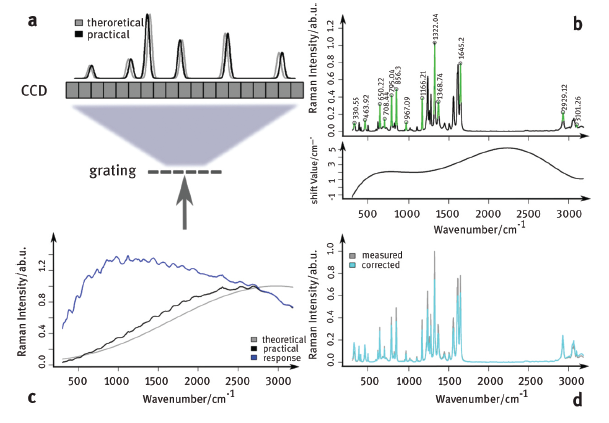 a
theroretical
practical
CCD
grating
b
Raman Intensity/ab.u.
0.0 0.2 0.4 0.6 0.8 1.0 1.2
330.55
463.92
650.22
708.44
795.04
856.3
967.09
1166.21
1322.04
1368.74
1645.2
2929.12
3101.26
shift Value/cm⁻
-1 1 3 5
500 1000 1500 2000 2500 3000
Wavenumber/cm⁻¹
Raman Intensity/ab.u.
0.0 0.4 0.8 1.2
theoretical
practical
response
500 1000 1500 2000 2500 3000
Wavenumber/cm⁻¹
c
Raman Intensity/ab.u.
0.0 0.2 0.4 0.6 0.8 1.0
measured
corrected
500 1000 1500 2000 2500 3000
Wavenumber/cm⁻¹
d